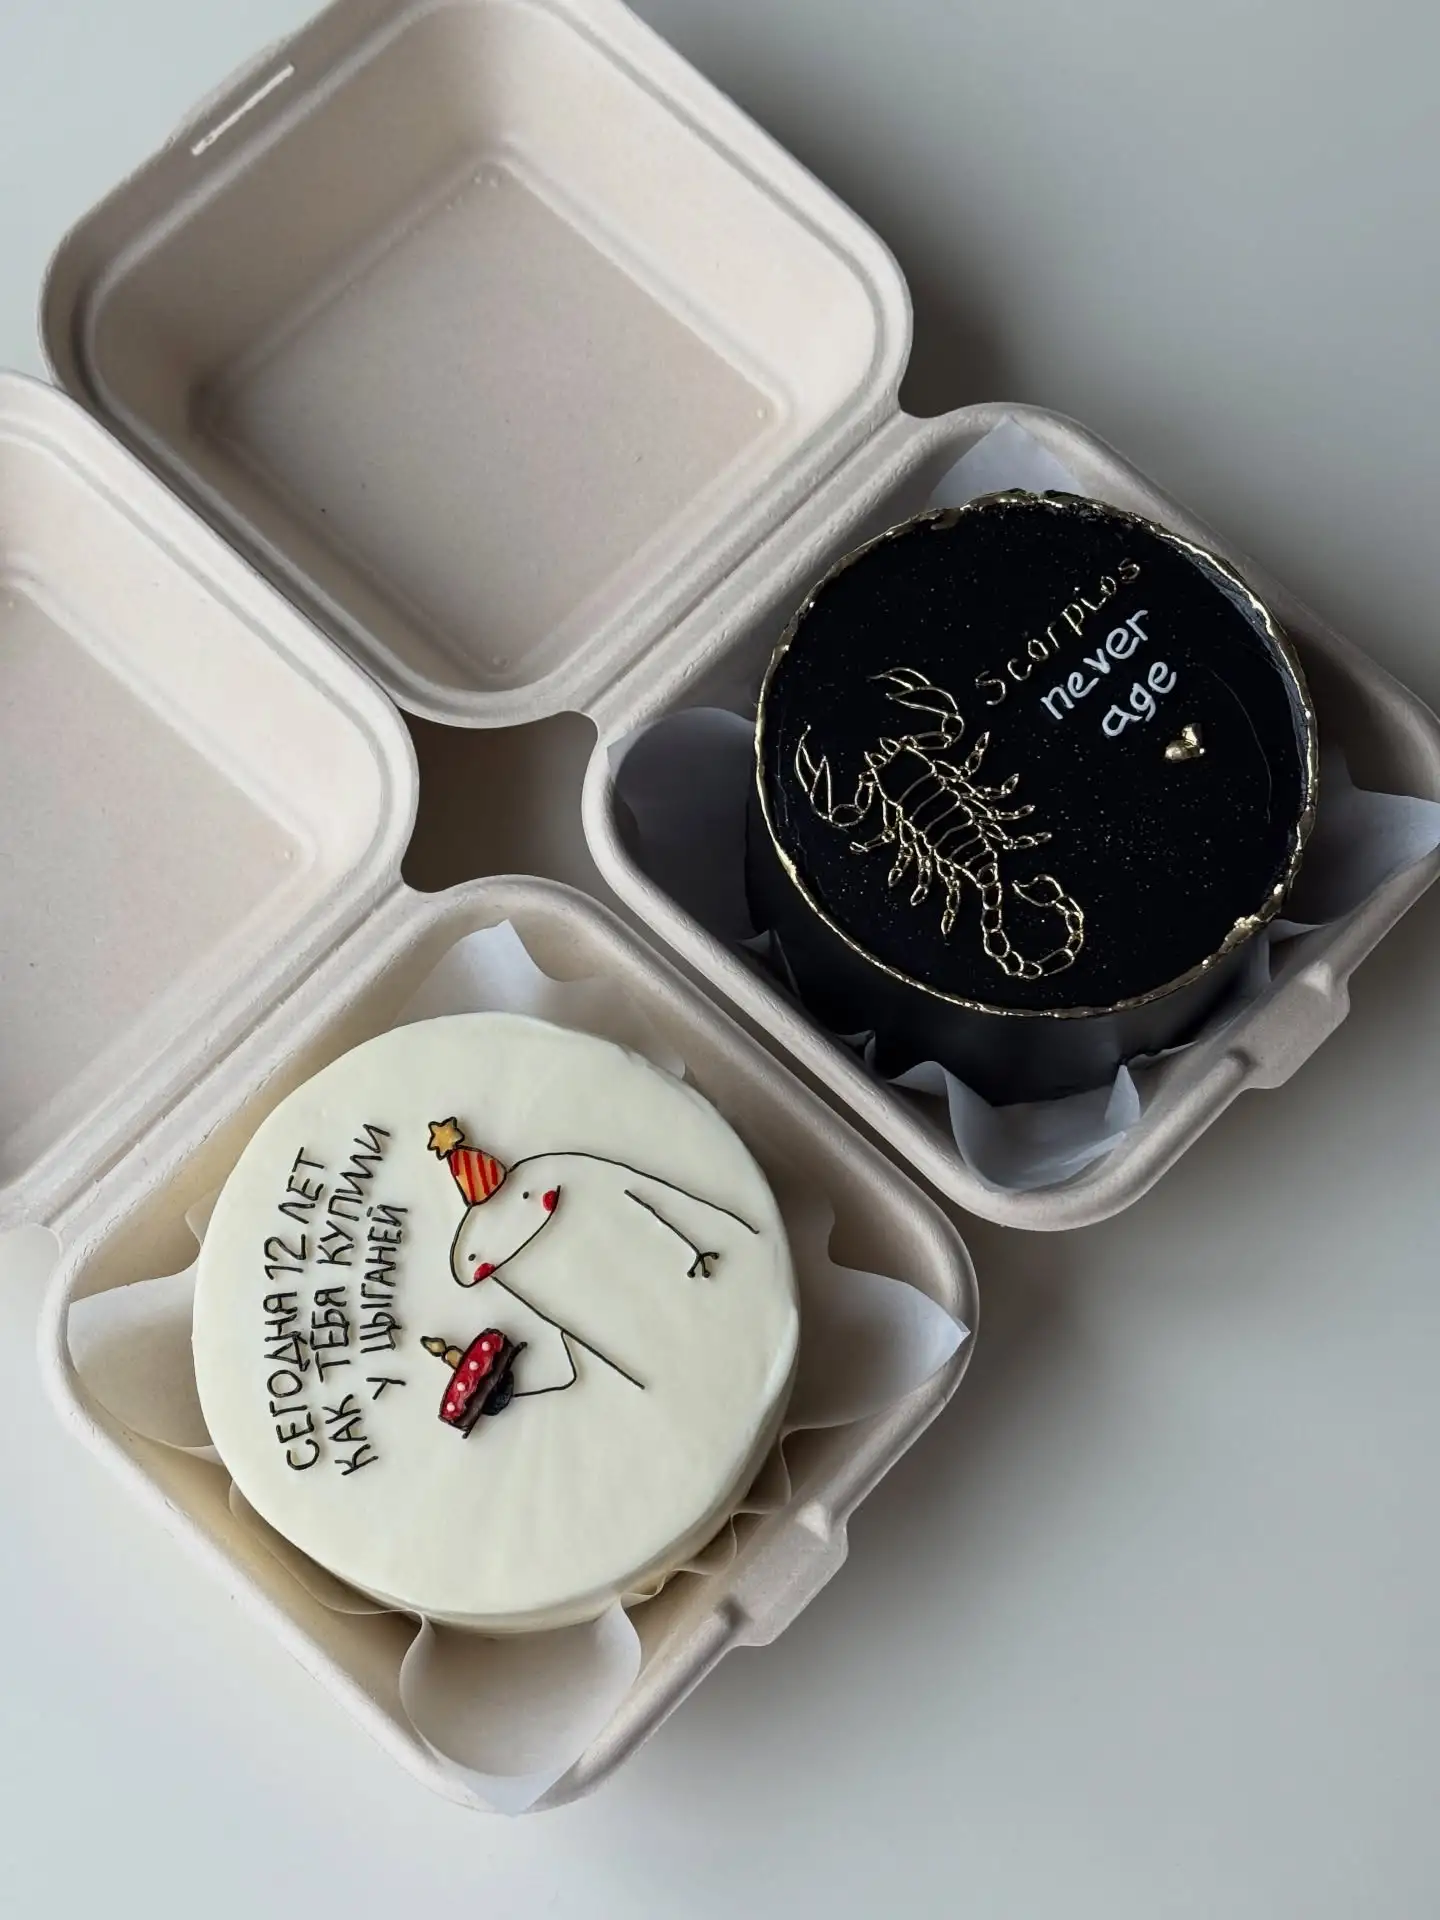 Scorpios
never
age
СЕГОДНЯ 12 ЛЕТ
КАК ТЕБЯ КУПИЛИ
У ЦЫГАНЕЙ